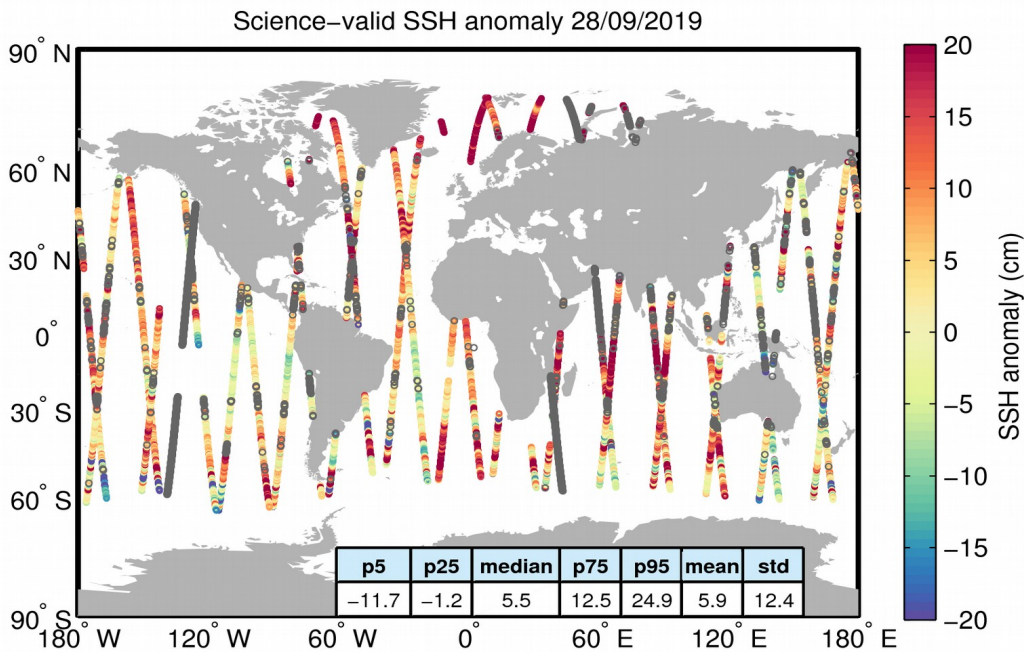 Science−valid SSH anomaly 28/09/2019
90° N
60° N
30° N
0°
30° S
60° S
90° S
180° W
120° W
60° W
0°
60° E
120° E
180° E
p5 p25 median p75 p95 mean std
−11.7 −1.2 5.5 12.5 24.9 5.9 12.4
20
15
10
5
0
−5
−10
−15
−20
SSH anomaly (cm)